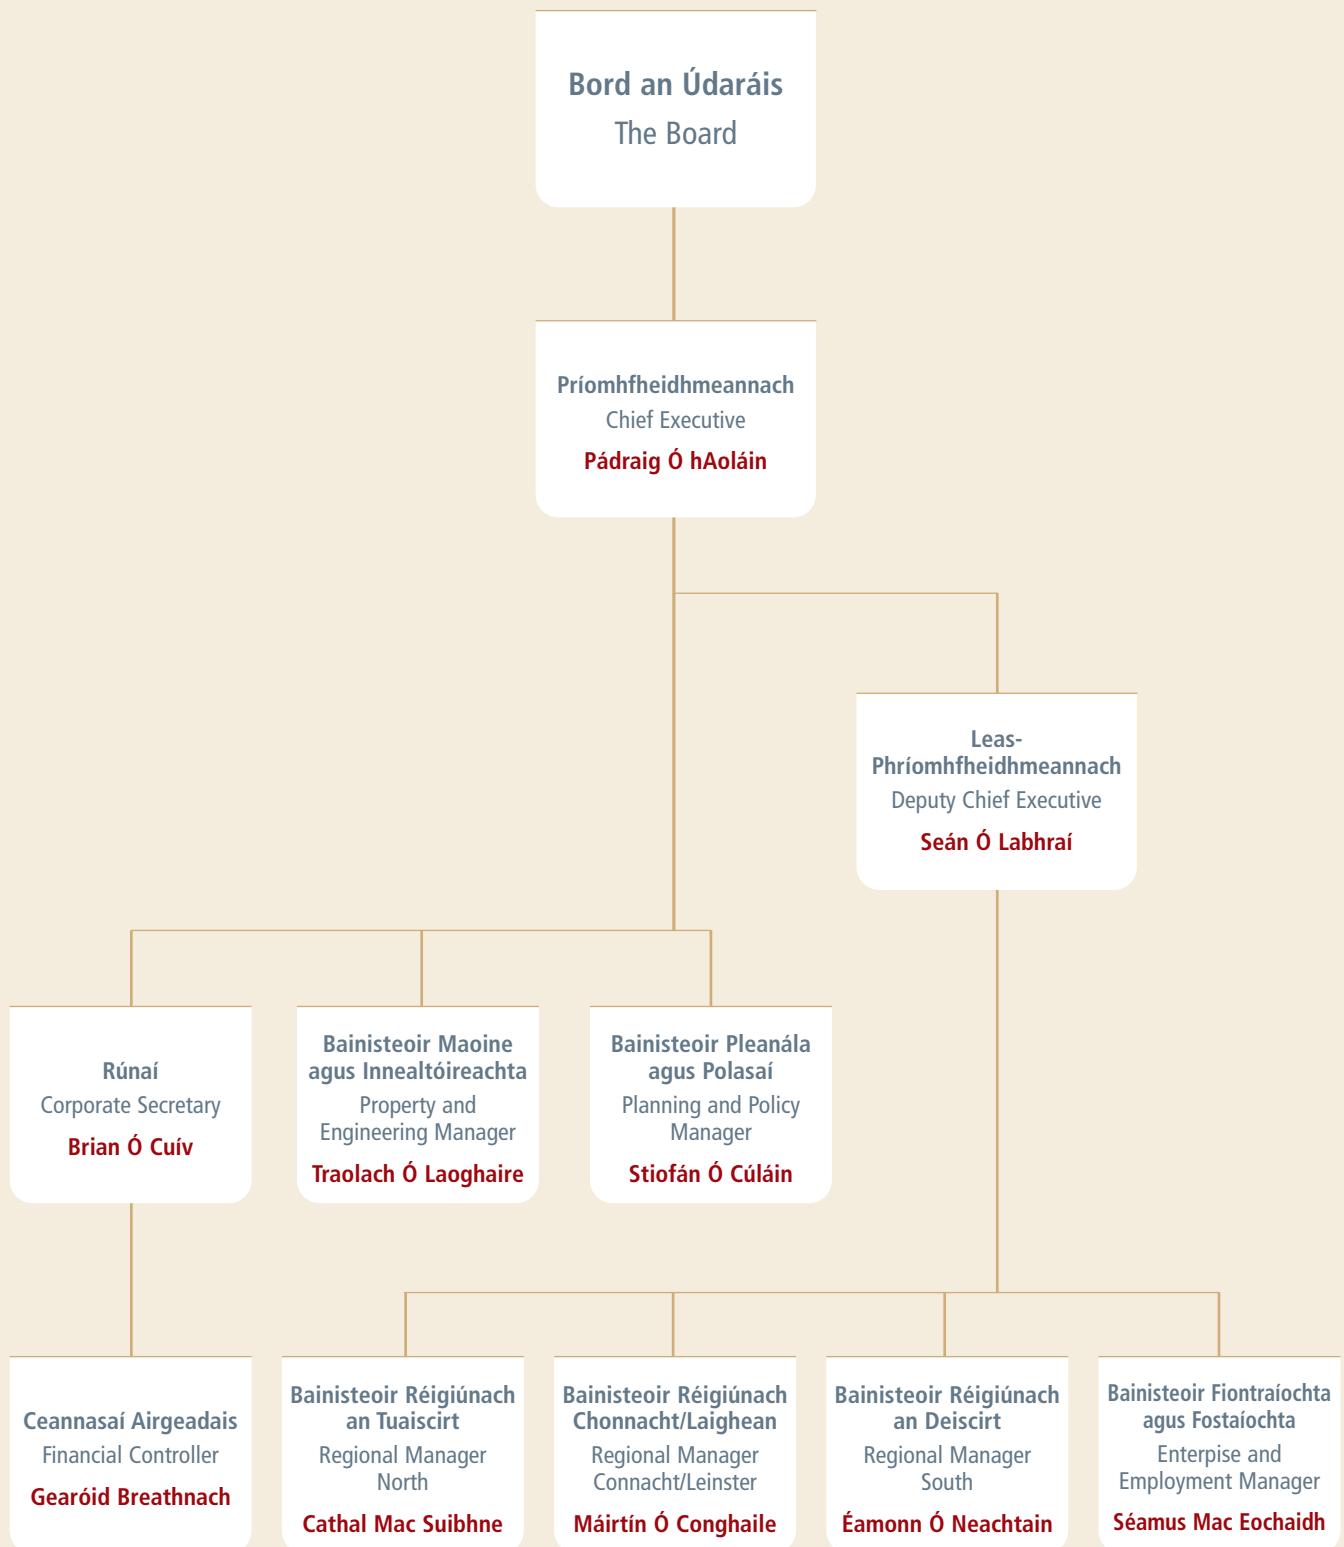 Bord an Údaráis
The Board
Príomhfheidhmeannach
Chief Executive
Pádraig Ó hAoláin
Leas-
Phríomhfheidhmeannach
Deputy Chief Executive
Seán Ó Labhraí
Rúnaí
Corporate Secretary
Brian Ó Cuív
Bainisteoir Maoine
agus Innealtóireachta
Property and
Engineering Manager
Traolach Ó Laoghaire
Bainisteoir Pleanála
agus Polasaí
Planning and Policy
Manager
Stiofán Ó Cúláin
Ceannasaí Airgeadais
Financial Controller
Gearóid Breathnach
Bainisteoir Réigiúnach
an Tuaiscirt
Regional Manager
North
Cathal Mac Suibhne
Bainisteoir Réigiúnach
Chonnacht/Laighean
Regional Manager
Connacht/Leinster
Máirtín Ó Conghaile
Bainisteoir Réigiúnach
an Deiscirt
Regional Manager
South
Éamonn Ó Neachtain
Bainisteoir Fiontraíochta
agus Fostaíochta
Enterpise and
Employment Manager
Séamus Mac Eochaidh